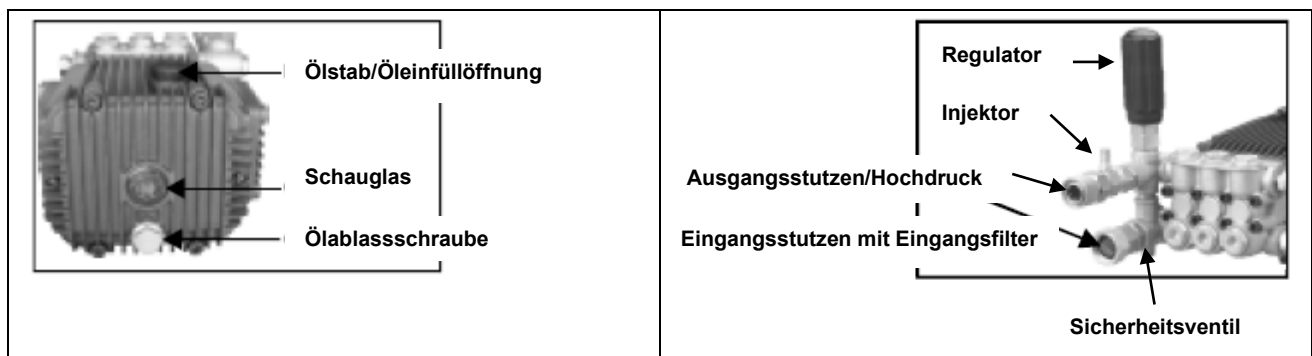 Ölstab/Öleinfüllöffnung
Schauglas
Ölablassschraube
Regulator
Injektor
Ausgangsstutzen/Hochdruck
Eingangsstutzen mit Eingangsfilter
Sicherheitsventil